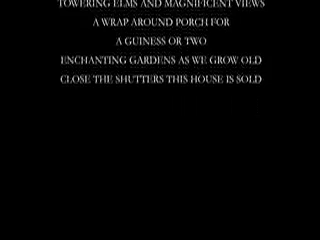 TOWERING ELMS AND MAGNIFICENT VIEWS
A WRAP AROUND PORCH FOR
A GUINESS OR TWO
ENCHANTING GARDENS AS WE GROW OLD
CLOSE THE SHUTTERS THIS HOUSE IS SOLD